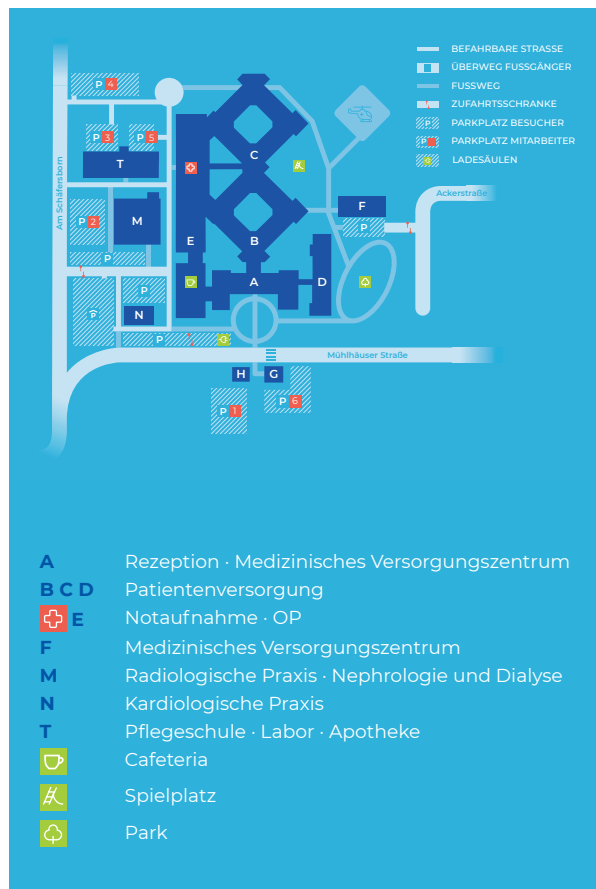 BEFAHRBARE STRASSE
ÜBERWEG FUSSGÄNGER
FUSSWEG
ZUFAHRTSSCHRANKE
P PARKPLATZ BESUCHER
P PARKPLATZ MITARBEITER
LADESÄULEN
P 4
P 3
P 5
T
C
Am Schäfersborn
Ackerstraße
F
P 2
M
P
E
B
P
A
D
P
P
N
P
Mühlhäuser Straße
H
G
P 1
P 6
A Rezeption · Medizinisches Versorgungszentrum
B C D Patientenversorgung
E Notaufnahme · OP
F Medizinisches Versorgungszentrum
M Radiologische Praxis · Nephrologie und Dialyse
N Kardiologische Praxis
T Pflegeschule · Labor · Apotheke
Cafeteria
Spielplatz
Park